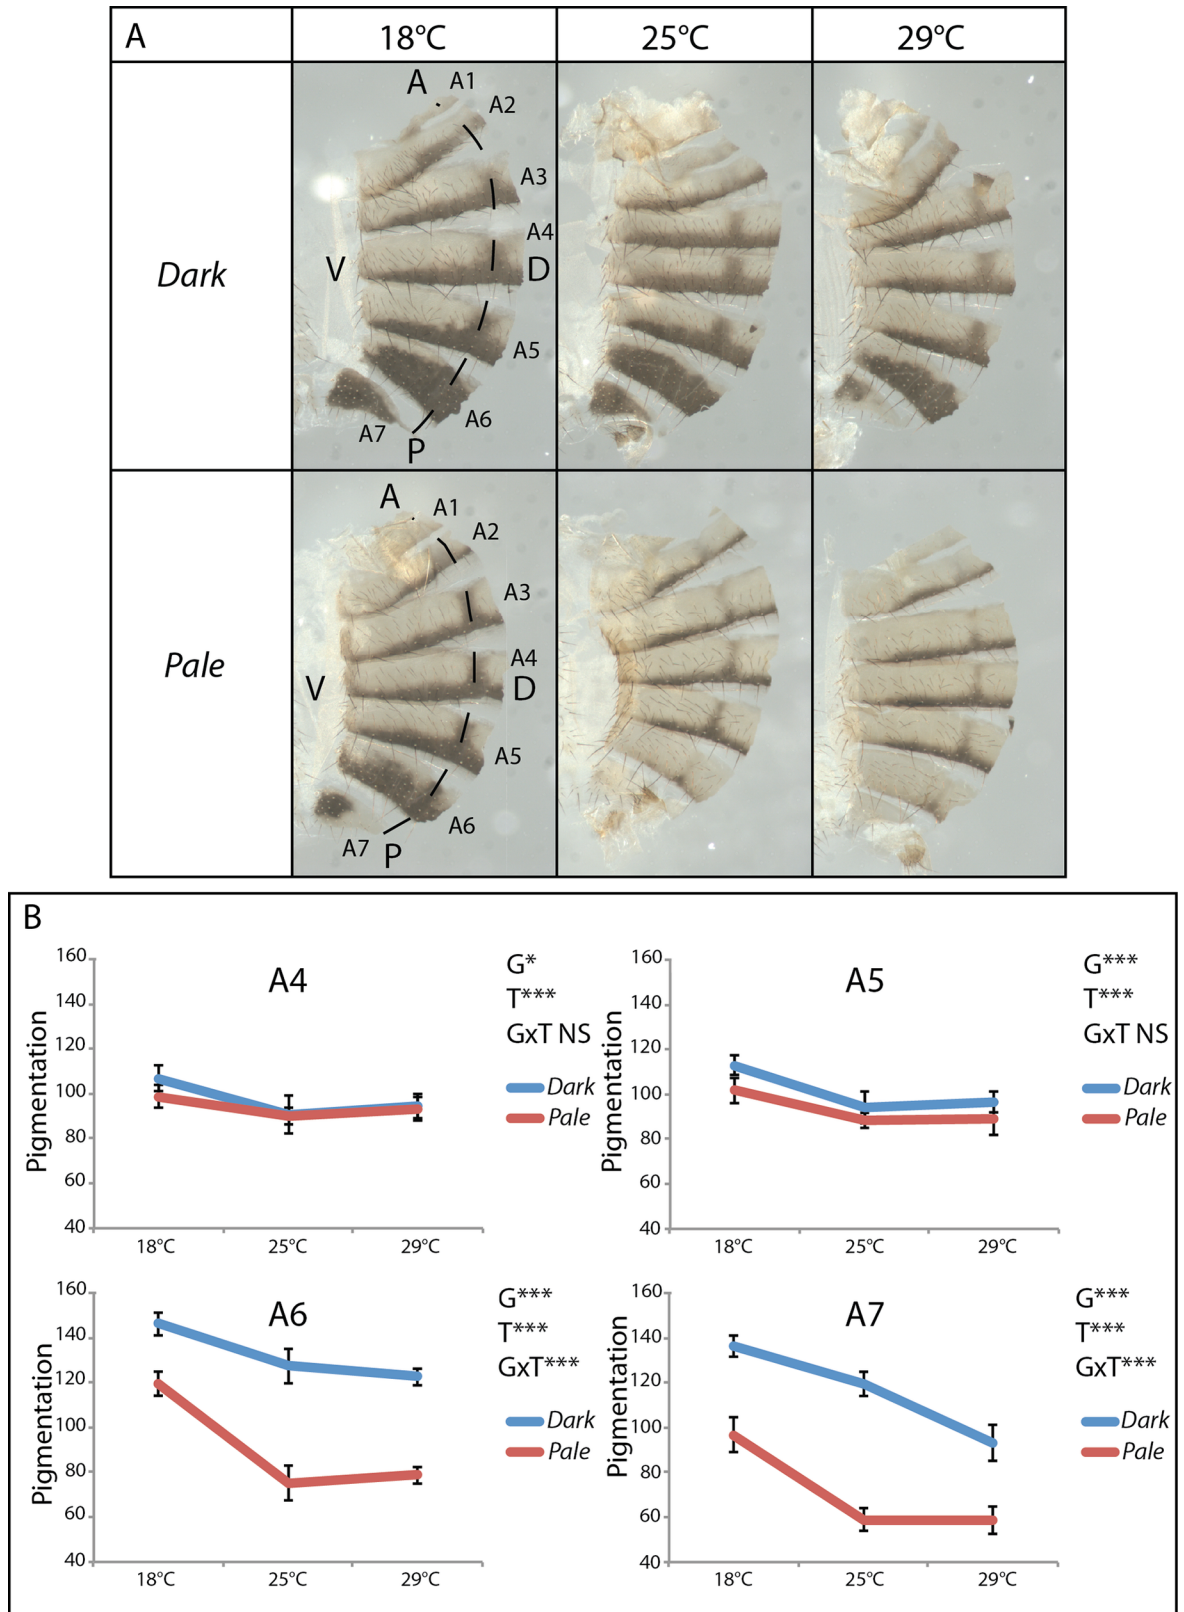 A 18°C 25°C 29°C
Dark
A A1
A2
A3
A4
V D
A5
A6
A7
P
Pale
A A1
A2
A3
A4
V D
A5
A6
A7
P
B
A4
Pigmentation
160
140
120
100
80
60
40
18°C 25°C 29°C
G*
T***
GxT NS
Dark
Pale
A5
Pigmentation
160
140
120
100
80
60
40
18°C 25°C 29°C
G***
T***
GxT NS
Dark
Pale
A6
Pigmentation
160
140
120
100
80
60
40
18°C 25°C 29°C
G***
T***
GxT***
Dark
Pale
A7
Pigmentation
160
140
120
100
80
60
40
18°C 25°C 29°C
G***
T***
GxT***
Dark
Pale